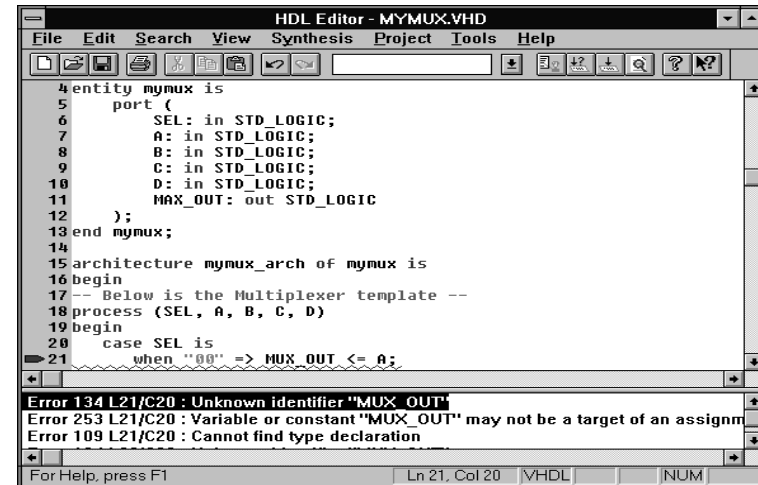 HDL Editor - MYMUX.VHD
File Edit Search View Synthesis Project Tools Help
4 entity mymux is
5 port (
6 SEL: in STD_LOGIC;
7 A: in STD_LOGIC;
8 B: in STD_LOGIC;
9 C: in STD_LOGIC;
10 D: in STD_LOGIC;
11 MAX_OUT: out STD_LOGIC
12 );
13 end mymux;
14
15 architecture mymux_arch of mymux is
16 begin
17 -- Below is the Multiplexer template --
18 process (SEL, A, B, C, D)
19 begin
20 case SEL is
21 when "00" => MUX_OUT <= A;
Error 134 L21/C20 : Unknown identifier "MUX_OUT"
Error 253 L21/C20 : Variable or constant "MUX_OUT" may not be a target of an assignm
Error 109 L21/C20 : Cannot find type declaration
For Help, press F1 Ln 21, Col 20 VHDL NUM